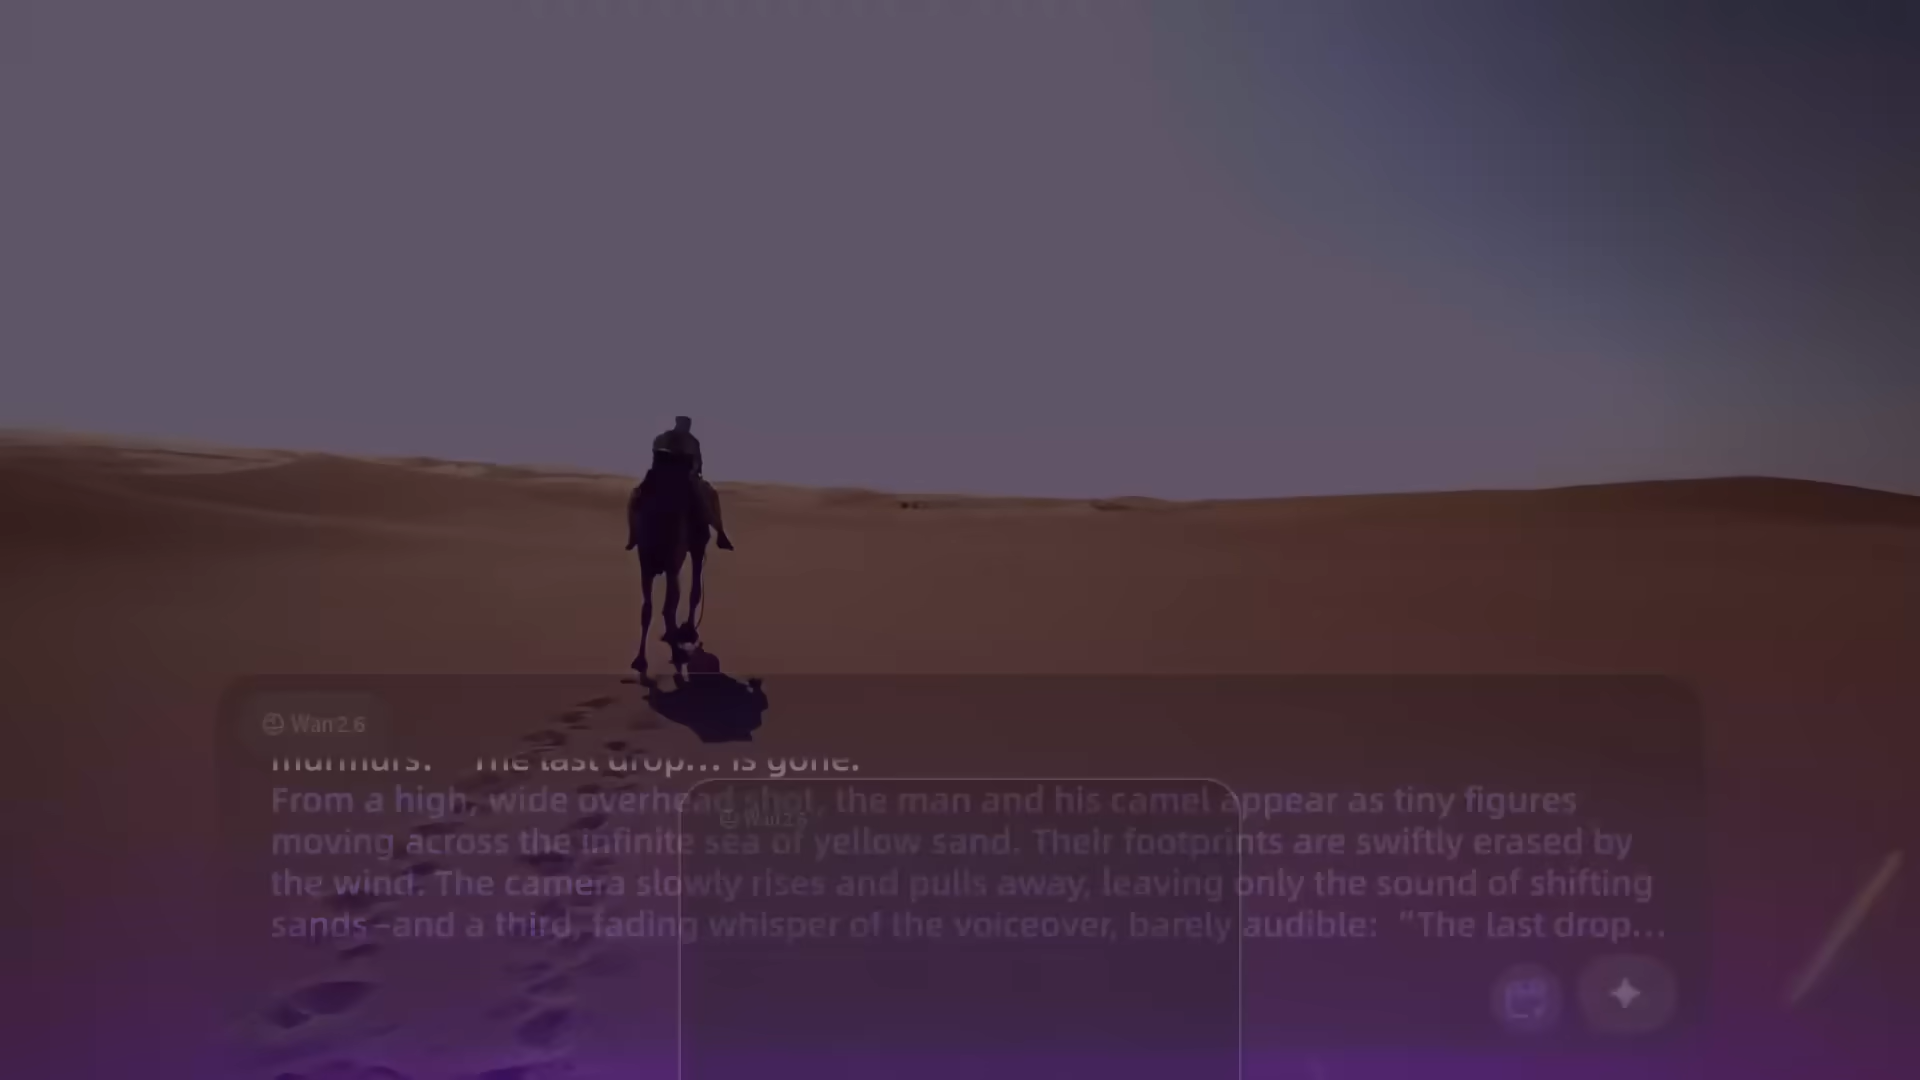 Wan2.6
murmurs: "The last drop... is gone.
From a high, wide overhead shot, the man and his camel appear as tiny figures
Wan2.6
moving across the infinite sea of yellow sand. Their footprints are swiftly erased by
the wind. The camera slowly rises and pulls away, leaving only the sound of shifting
sands—and a third, fading whisper of the voiceover, barely audible: "The last drop...